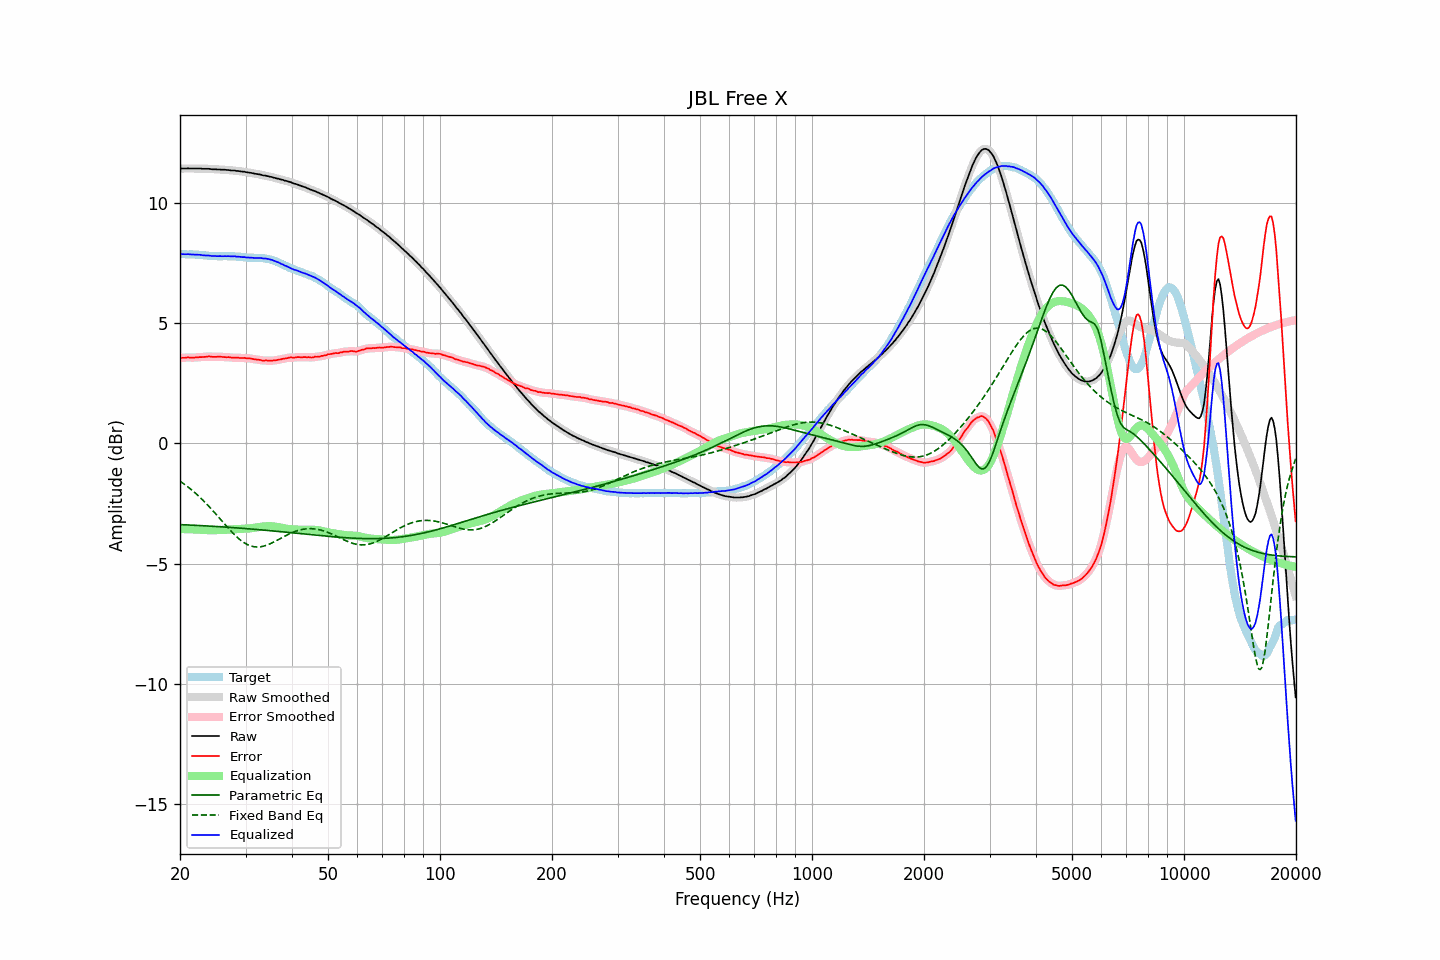 JBL Free X
Amplitude (dBr)
10
5
0
−5
−10
−15
Target
Raw Smoothed
Error Smoothed
Raw
Error
Equalization
Parametric Eq
Fixed Band Eq
Equalized
20 50 100 200 500 1000 2000 5000 10000 20000
Frequency (Hz)